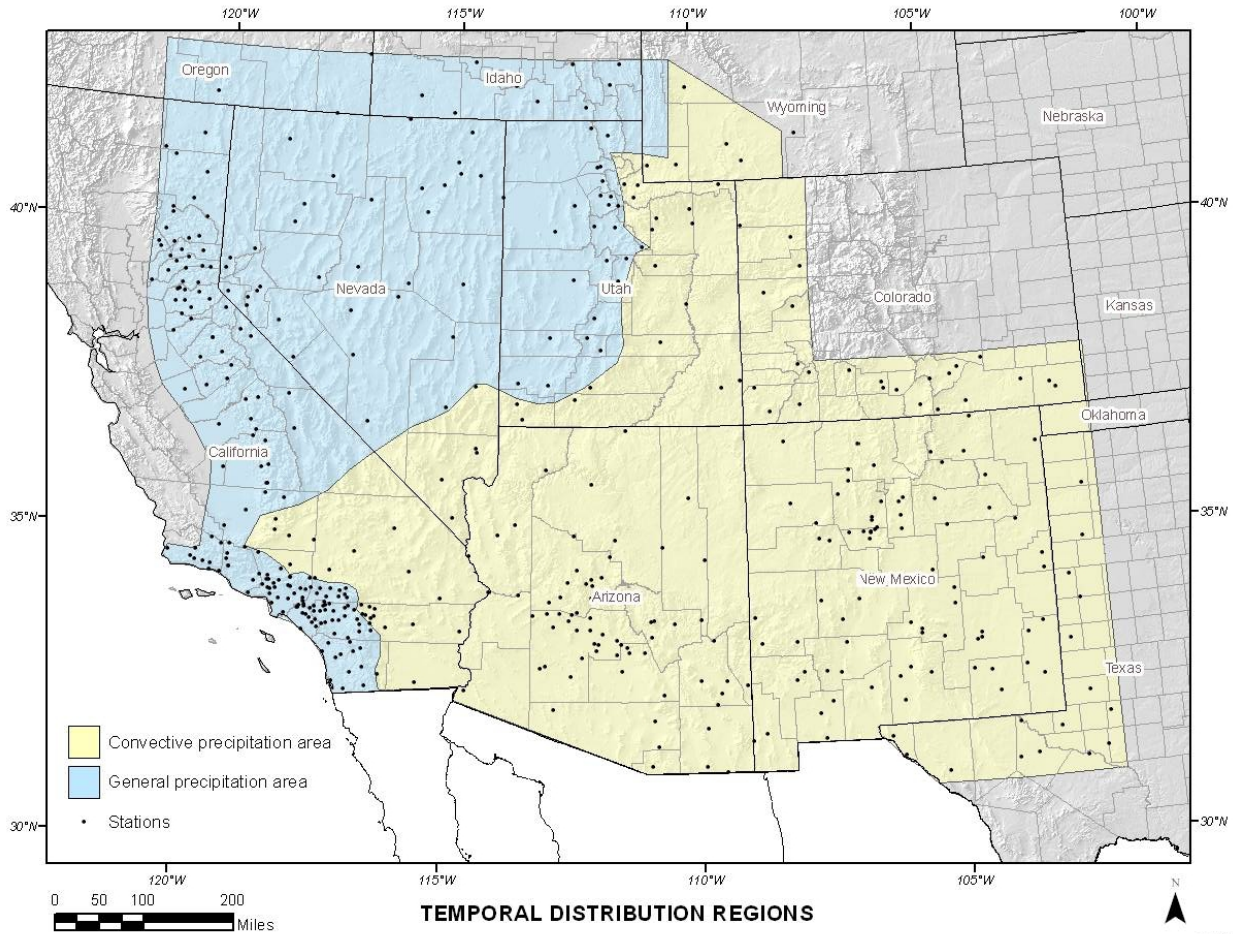 120°W 115°W 110°W 105°W 100°W
Oregon
Idaho
Wyoming
Nebraska
40°N
40°N
Nevada
Utah
Colorado
Kansas
Oklahoma
California
35°N
35°N
Arizona
New Mexico
Texas
Convective precipitation area
General precipitation area
Stations
30°N
30°N
120°W 115°W 110°W 105°W
0 50 100 200
Miles
TEMPORAL DISTRIBUTION REGIONS
N